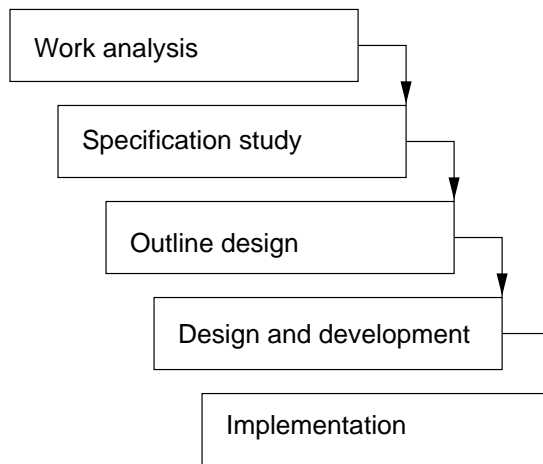 Work analysis
Specification study
Outline design
Design and development
Implementation